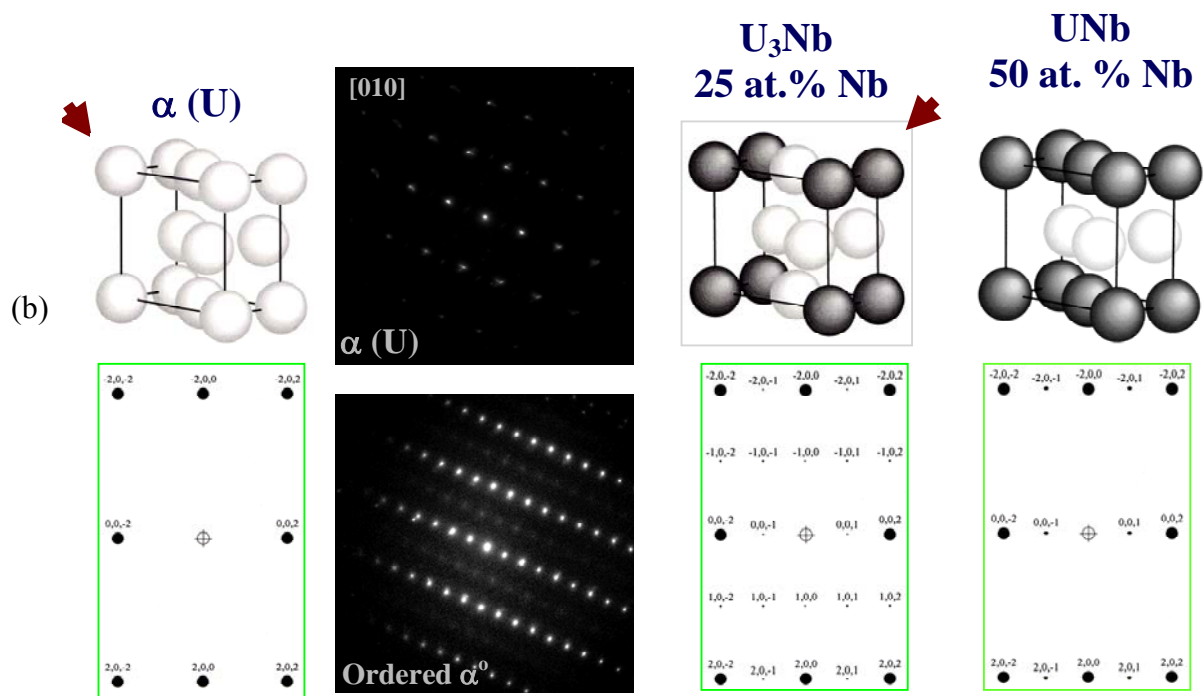 U₃Nb
25 at.% Nb
UNb
50 at. % Nb
α (U)
[010]
α (U)
(b)
-2,0,-2 -2,0,0 -2,0,2
0,0,-2 0,0,2
2,0,-2 2,0,0 2,0,2
Ordered αᵒ
-2,0,-2 -2,0,-1 -2,0,0 -2,0,1 -2,0,2
-1,0,-2 -1,0,-1 -1,0,0 -1,0,1 -1,0,2
0,0,-2 0,0,-1 0,0,1 0,0,2
1,0,-2 1,0,-1 1,0,0 1,0,1 1,0,2
2,0,-2 2,0,-1 2,0,0 2,0,1 2,0,2
-2,0,-2 -2,0,-1 -2,0,0 -2,0,1 -2,0,2
0,0,-2 0,0,-1 0,0,1 0,0,2
2,0,-2 2,0,-1 2,0,0 2,0,1 2,0,2